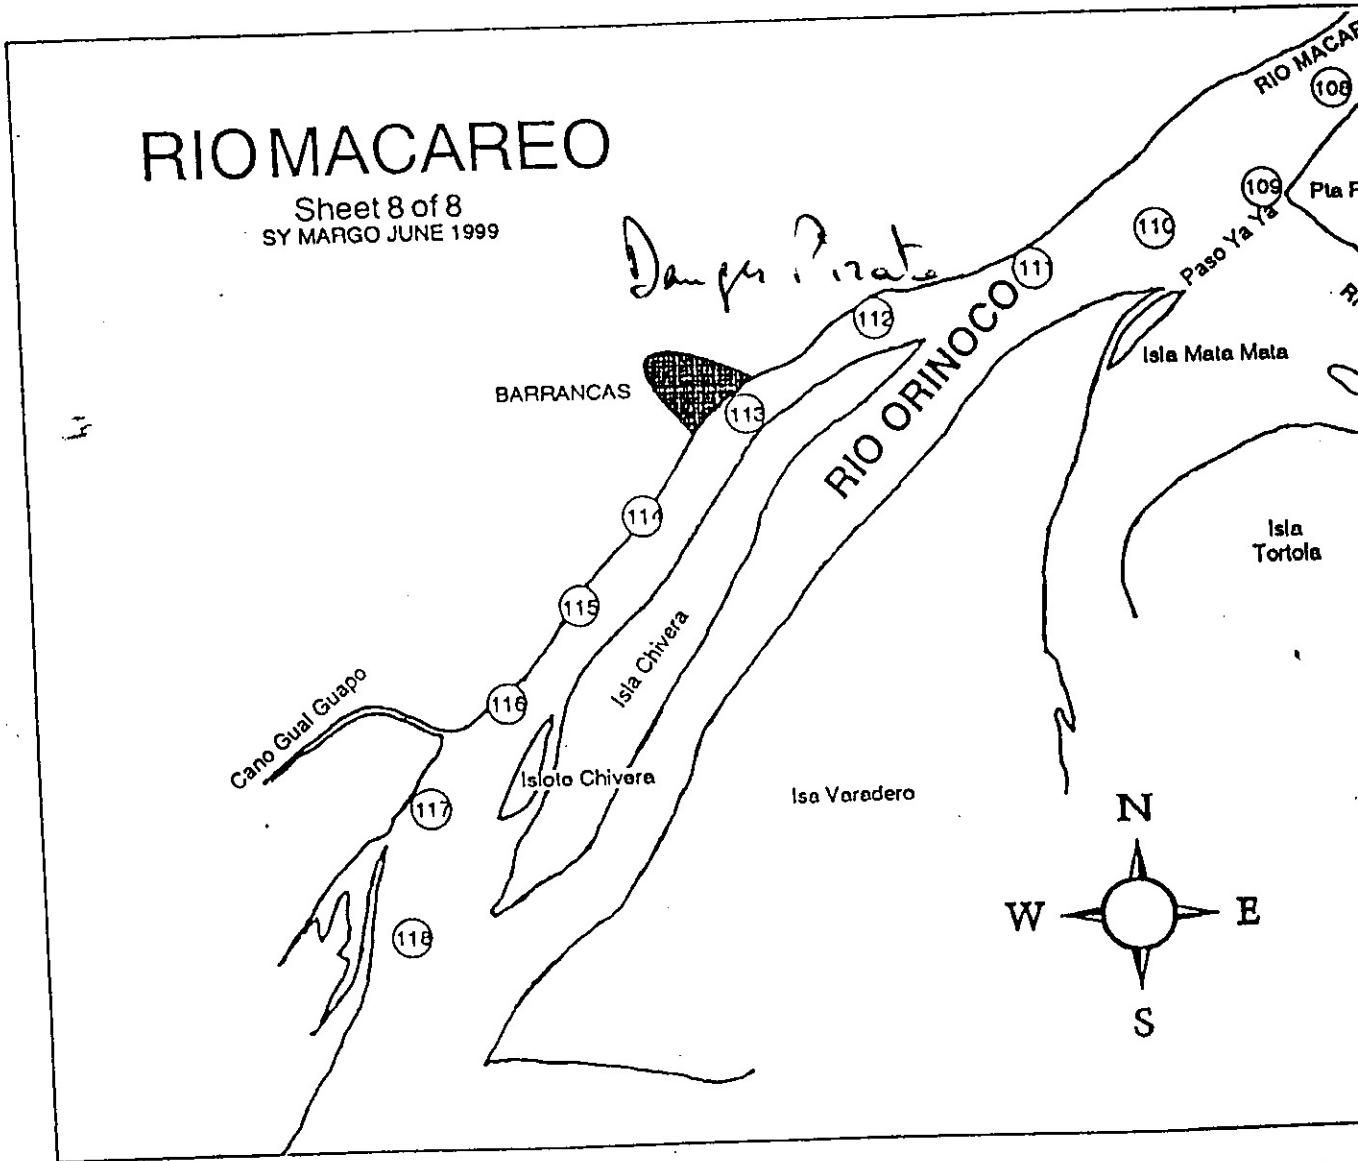 RIO MACAREO
Sheet 8 of 8
SY MARGO JUNE 1999
RIO MACAR
108
109
Pta
110
Paso Ya Ya
Danger Pirate
111
112
RIO ORINOCO
Isla Mata Mata
BARRANCAS
113
114
Isla
Tortola
115
Isla Chivera
116
Cano Gual Guapo
Islote Chivera
Isa Varadero
117
118
N
W
E
S